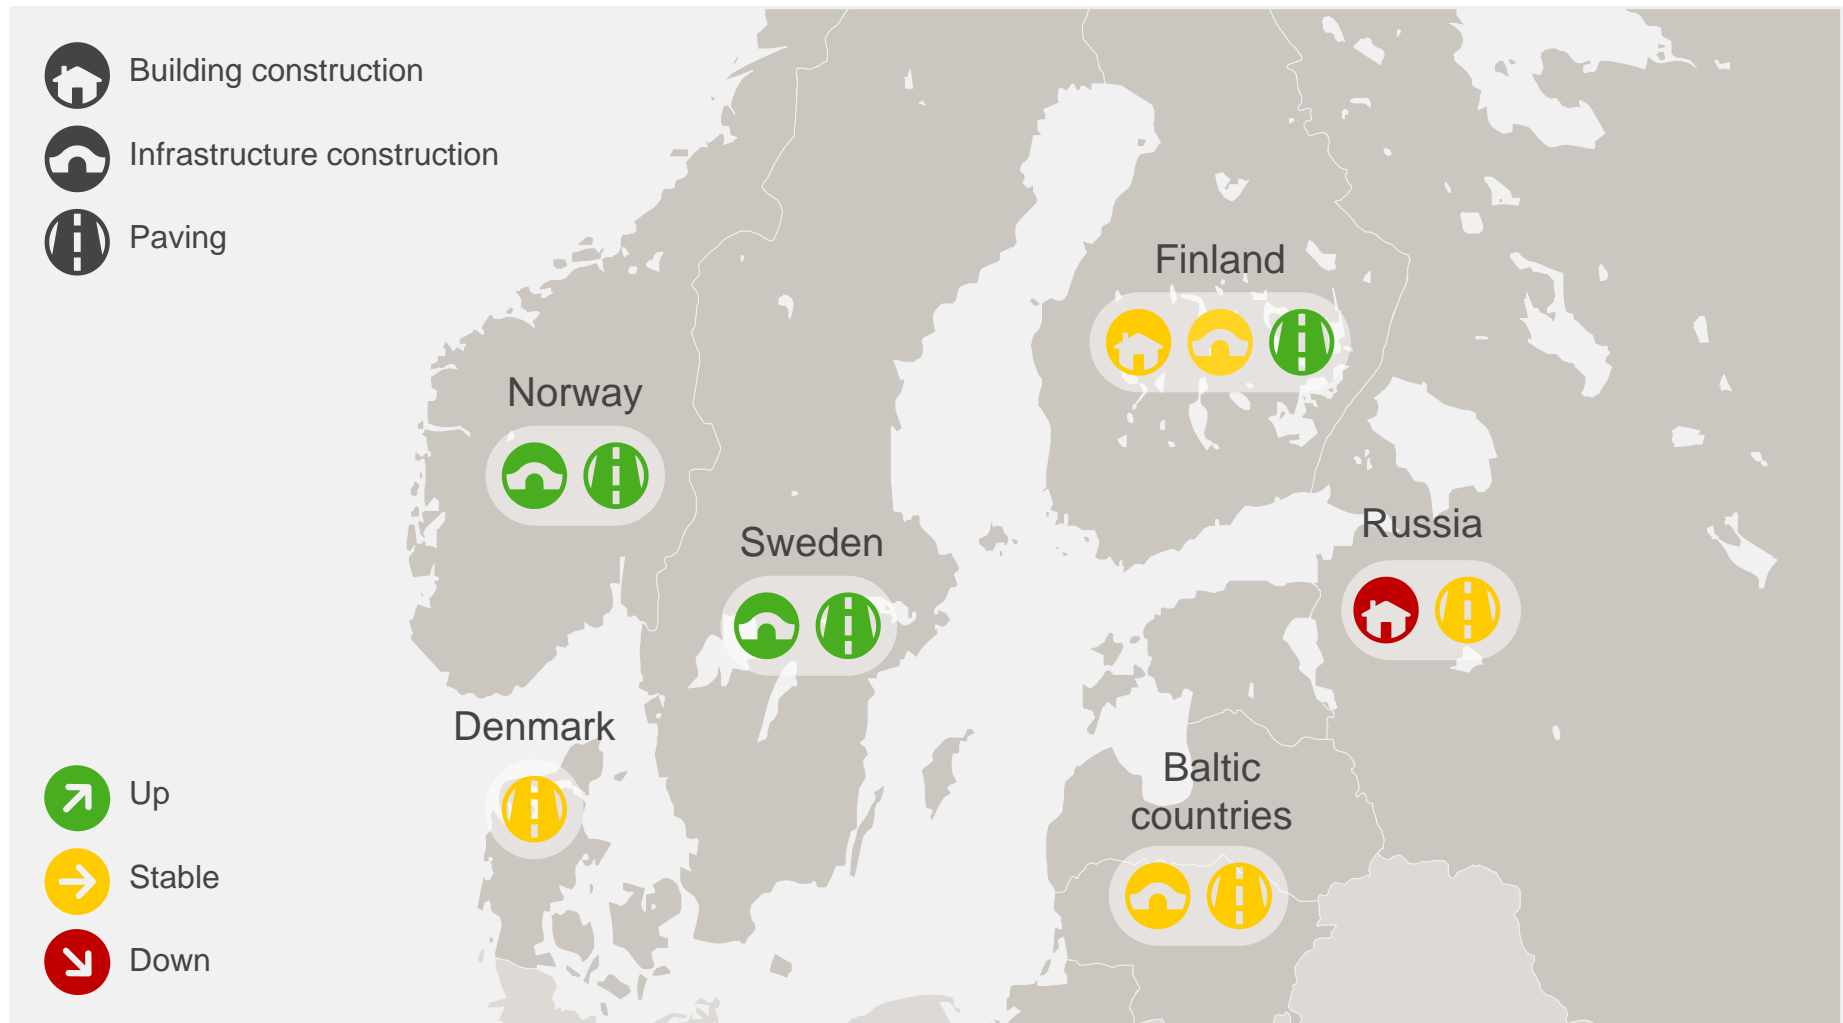 Building construction
Infrastructure construction
Paving
Finland
Norway
Russia
Sweden
Denmark
Baltic
countries
Up
Stable
Down